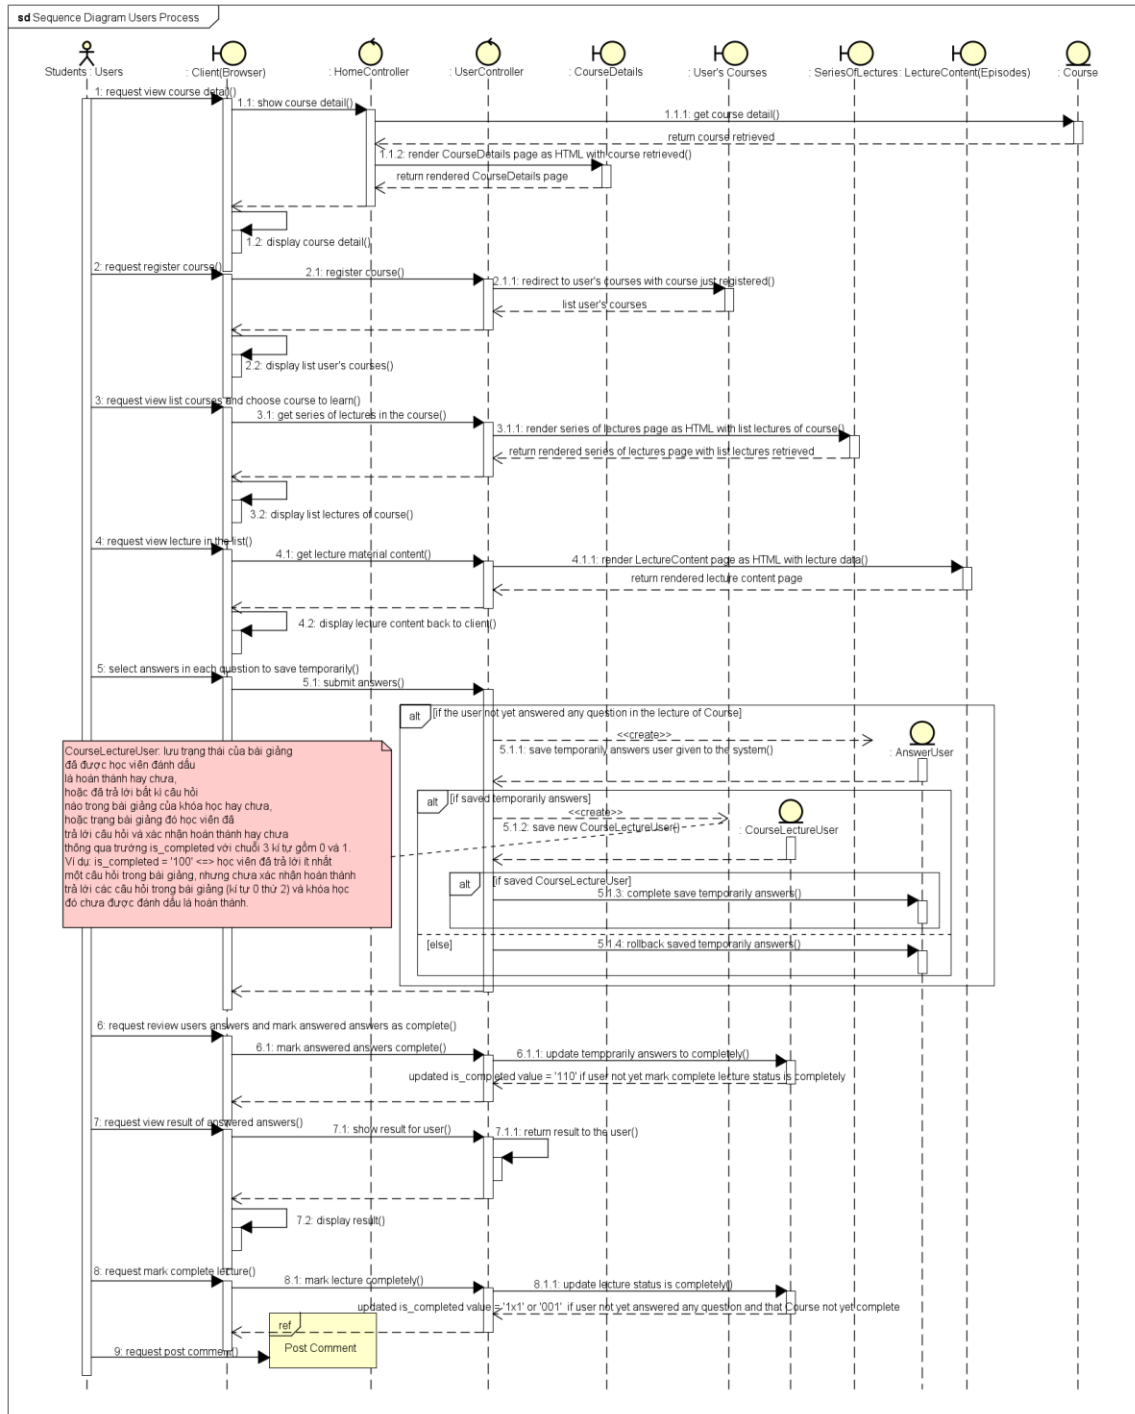 sd Sequence Diagram Users Process
Students : Users
: Client(Browser)
: HomeController
: UserController
: CourseDetails
: User's Courses
: SeriesOfLectures
: LectureContent(Episodes)
: Course
1: request view course detail()
1.1: show course detail()
1.1.1: get course detail()
return course retrieved
1.1.2: render CourseDetails page as HTML with course retrieved()
return rendered CourseDetails page
1.2: display course detail()
2: request register course()
2.1: register course()
2.1.1: redirect to user's courses with course just registered()
list user's courses
2.2: display list user's courses()
3: request view list courses and choose course to learn()
3.1: get series of lectures in the course()
3.1.1: render series of lectures page as HTML with list lectures of course()
return rendered series of lectures page with list lectures retrieved
3.2: display list lectures of course()
4: request view lecture in the list()
4.1: get lecture material content()
4.1.1: render LectureContent page as HTML with lecture data()
return rendered lecture content page
4.2: display lecture content back to client()
5: select answers in each question to save temporarily()
5.1: submit answers()
alt
[if the user not yet answered any question in the lecture of Course]
<<create>>
5.1.1: save temporarily answers user given to the system()
: AnswerUser
CourseLectureUser: lưu trạng thái của bài giảng
đã được học viên đánh dấu
là hoàn thành hay chưa,
hoặc đã trả lời bất kì câu hỏi
nào trong bài giảng của khóa học hay chưa,
hoặc trạng bài giảng đó học viên đã
trả lời câu hỏi và xác nhận hoàn thành hay chưa
thông qua trường is_completed với chuỗi 3 kí tự gồm 0 và 1.
Ví dụ: is_completed = '100' <=> học viên đã trả lời ít nhất
một câu hỏi trong bài giảng, nhưng chưa xác nhận hoàn thành
trả lời các câu hỏi trong bài giảng (kí tự 0 thứ 2) và khóa học
đó chưa được đánh dấu là hoàn thành.
alt
[if saved temporarily answers]
<<create>>
5.1.2: save new CourseLectureUser()
: CourseLectureUser
alt
[if saved CourseLectureUser]
5.1.3: complete save temporarily answers()
[else]
5.1.4: rollback saved temporarily answers()
6: request review users answers and mark answered answers as complete()
6.1: mark answered answers complete()
6.1.1: update tempprarily answers to completely()
updated is_completed value = '110' if user not yet mark complete lecture status is completely
7: request view result of answered answers()
7.1: show result for user()
7.1.1: return result to the user()
7.2: display result()
8: request mark complete lecture()
8.1: mark lecture completely()
8.1.1: update lecture status is completely()
updated is_completed value = '1x1' or '001' if user not yet answered any question and that Course not yet complete
ref
Post Comment
9: request post comment()